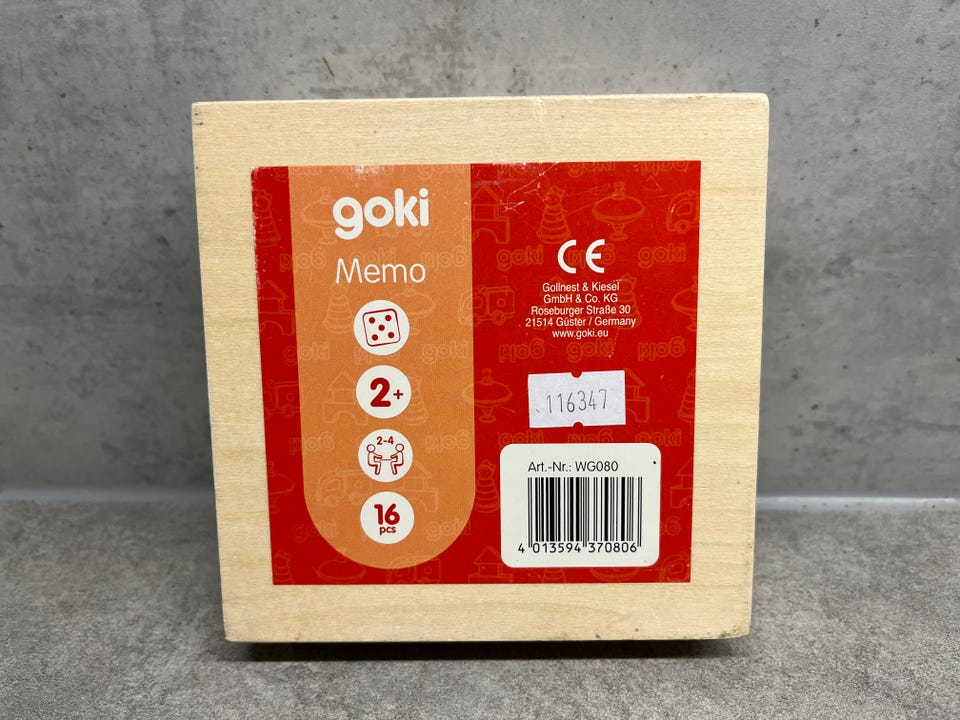 goki
Memo
2+
2-4
16
pcs
CE
Gollnest & Kiesel
GmbH & Co. KG
Roseburger Straße 30
21514 Güster / Germany
www.goki.eu
116347
Art.-Nr.: WG080
4 013594 370806